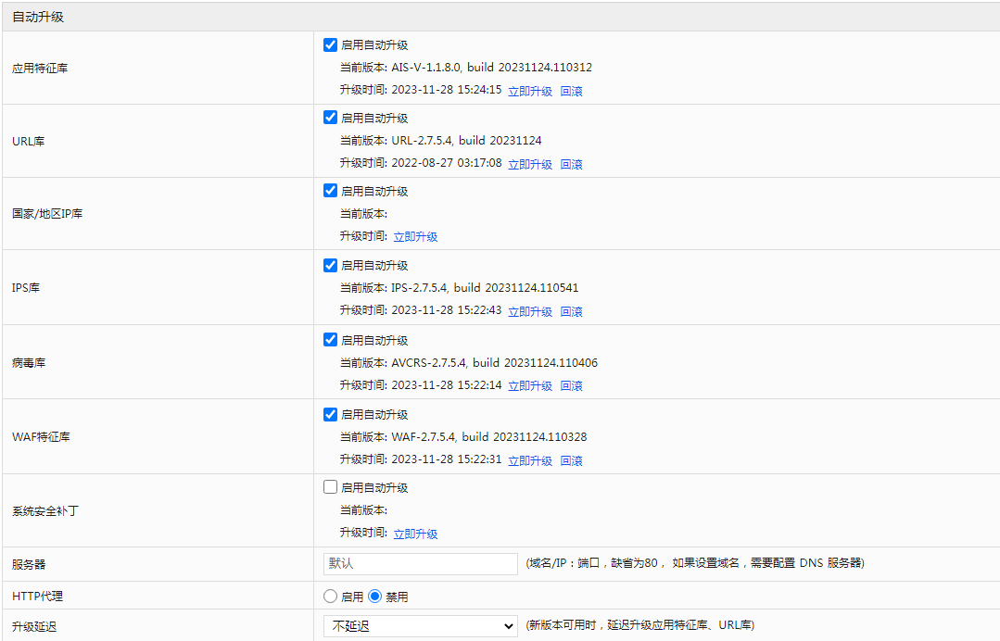 自动升级
应用特征库
启用自动升级
当前版本: AIS-V-1.1.8.0, build 20231124.110312
升级时间: 2023-11-28 15:24:15 立即升级 回滚
URL库
启用自动升级
当前版本: URL-2.7.5.4, build 20231124
升级时间: 2022-08-27 03:17:08 立即升级 回滚
国家/地区IP库
启用自动升级
当前版本:
升级时间: 立即升级
IPS库
启用自动升级
当前版本: IPS-2.7.5.4, build 20231124.110541
升级时间: 2023-11-28 15:22:43 立即升级 回滚
病毒库
启用自动升级
当前版本: AVCRS-2.7.5.4, build 20231124.110406
升级时间: 2023-11-28 15:22:14 立即升级 回滚
WAF特征库
启用自动升级
当前版本: WAF-2.7.5.4, build 20231124.110328
升级时间: 2023-11-28 15:22:31 立即升级 回滚
系统安全补丁
启用自动升级
当前版本:
升级时间: 立即升级
服务器 默认 (域名/IP：端口，缺省为80， 如果设置域名，需要配置 DNS 服务器)
HTTP代理 启用 禁用
升级延迟 不延迟 (新版本可用时，延迟升级应用特征库、URL库)